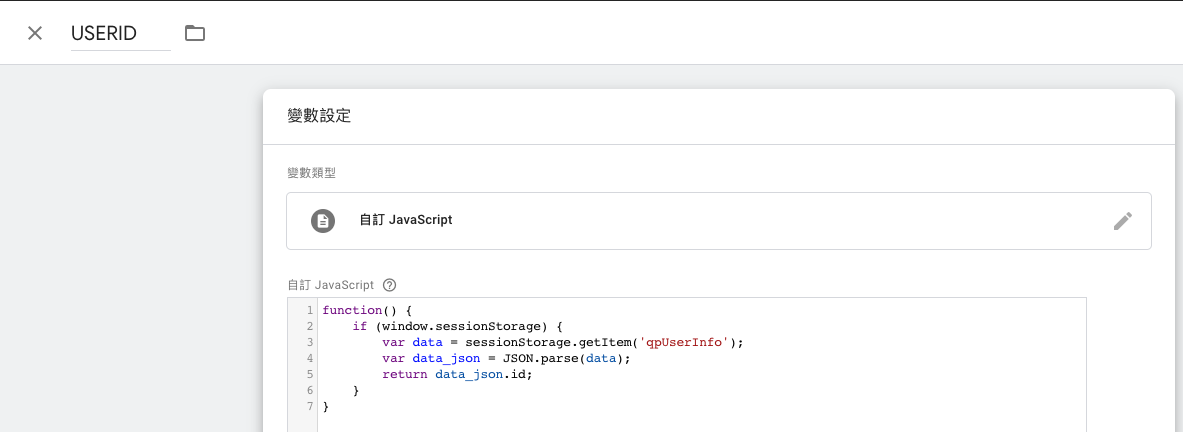 USERID
變數設定
變數類型
自訂 JavaScript
自訂 JavaScript
1 function() {
2     if (window.sessionStorage) {
3         var data = sessionStorage.getItem('qpUserInfo');
4         var data_json = JSON.parse(data);
5         return data_json.id;
6     }
7 }